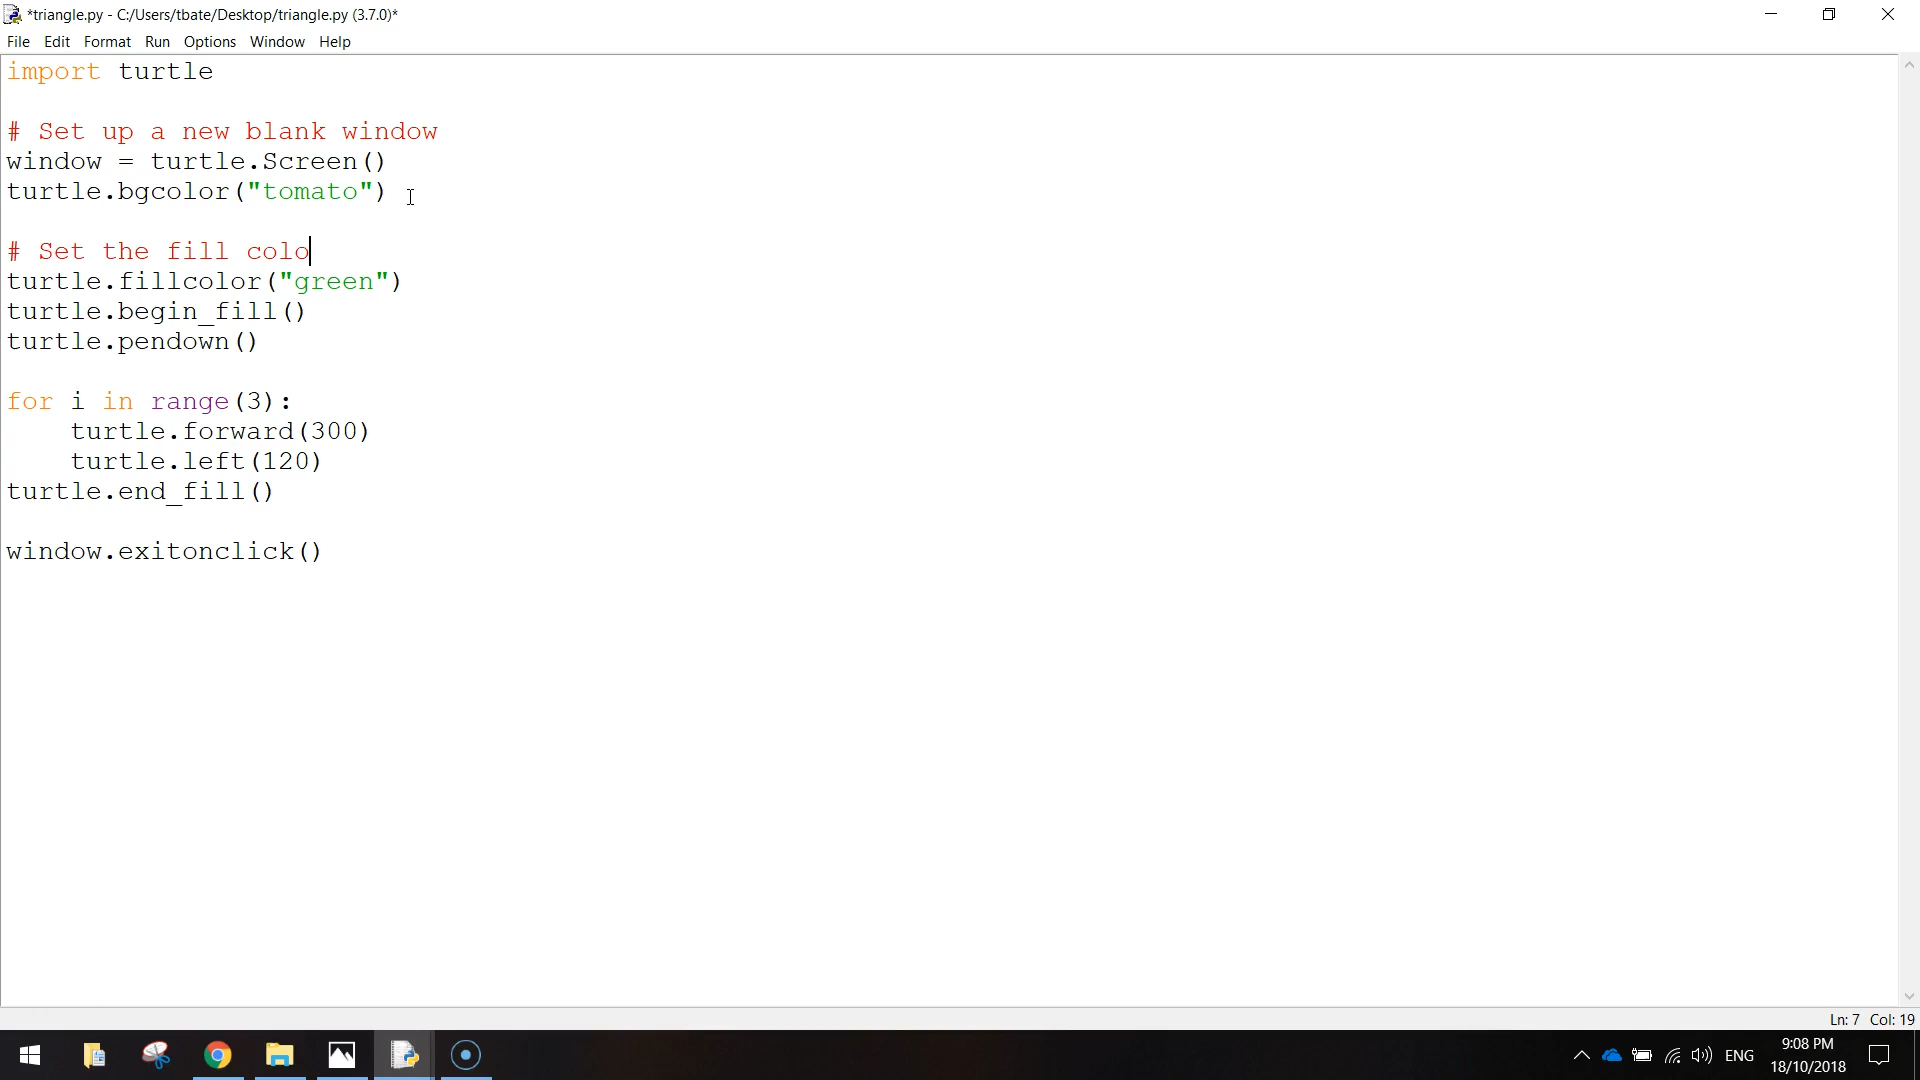 *triangle.py - C:/Users/tbate/Desktop/triangle.py (3.7.0)*
File Edit Format Run Options Window Help
import turtle
# Set up a new blank window
window = turtle.Screen()
turtle.bgcolor("tomato")
# Set the fill colo
turtle.fillcolor("green")
turtle.begin_fill()
turtle.pendown()
for i in range(3):
    turtle.forward(300)
    turtle.left(120)
turtle.end_fill()
window.exitonclick()
Ln: 7 Col: 19
ENG
9:08 PM
18/10/2018